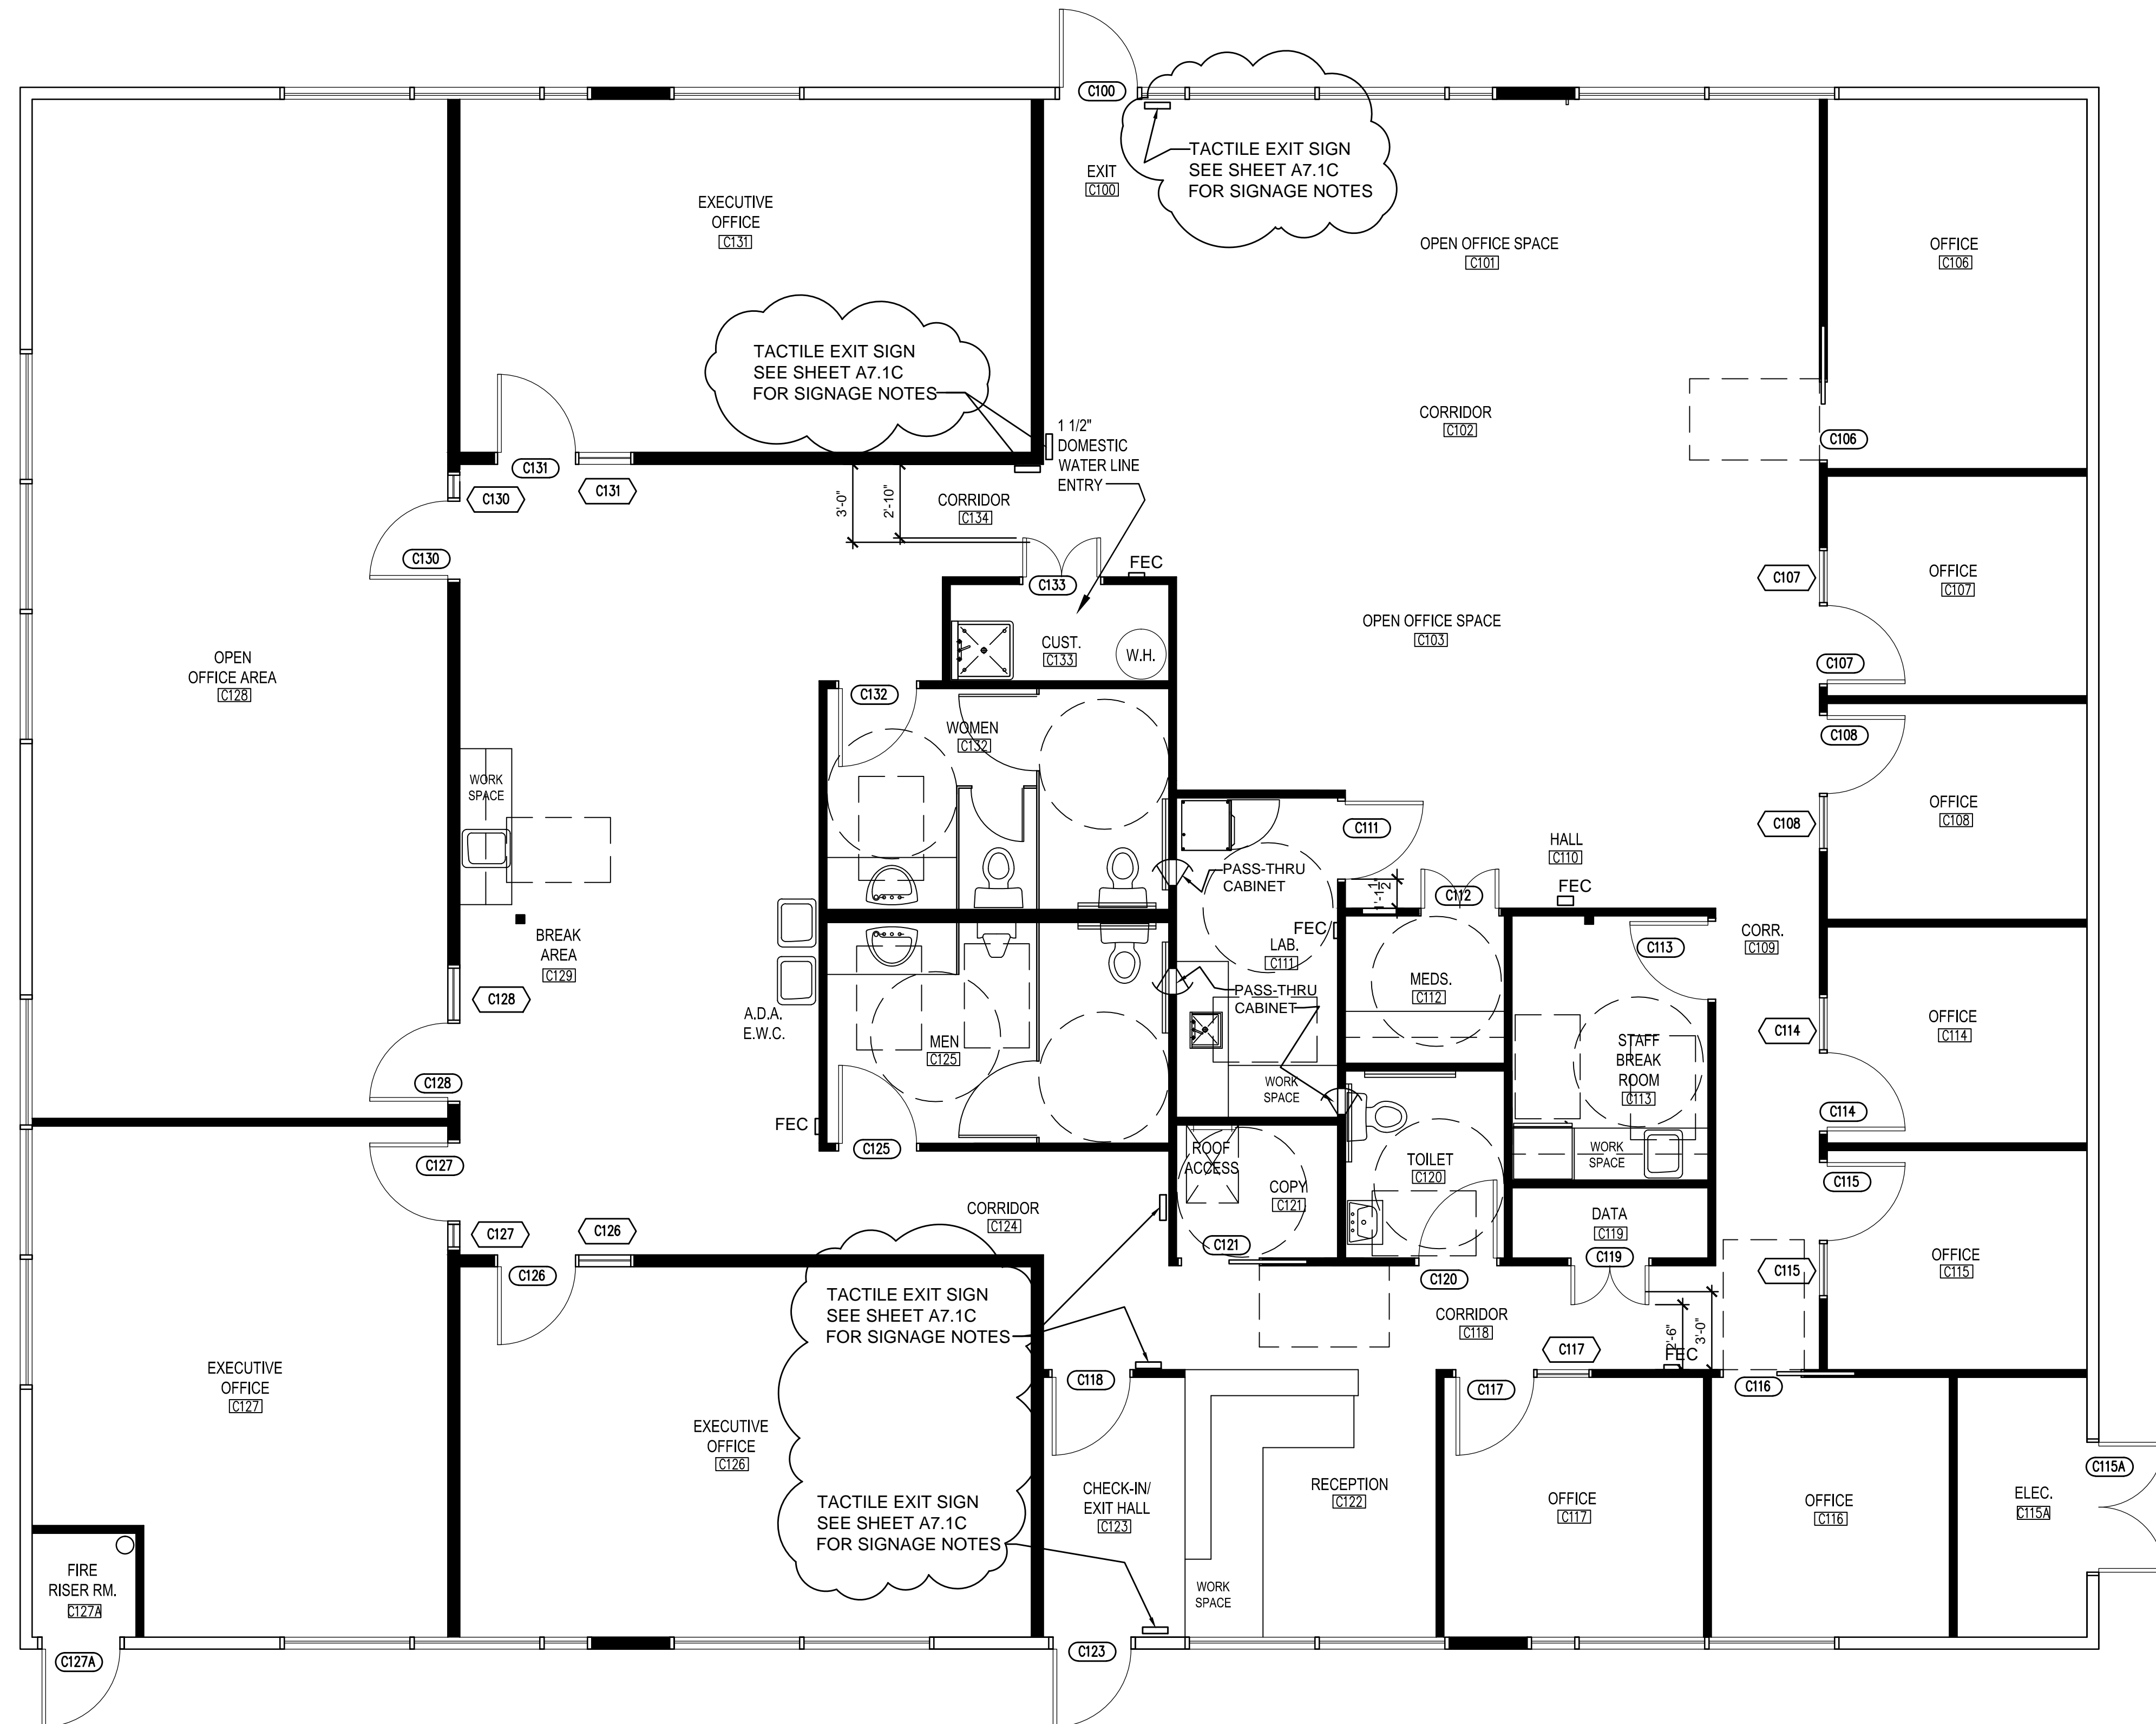 C100
TACTILE EXIT SIGN
SEE SHEET A7.1C
FOR SIGNAGE NOTES
EXIT
C100
EXECUTIVE
OFFICE
C131
OPEN OFFICE SPACE
C101
OFFICE
C106
TACTILE EXIT SIGN
SEE SHEET A7.1C
FOR SIGNAGE NOTES
1 1/2"
DOMESTIC
WATER LINE
ENTRY
CORRIDOR
C102
C106
C131
C130
C131
3'-0"
2'-10"
CORRIDOR
C134
C130
FEC
C133
C107
OFFICE
C107
OPEN OFFICE SPACE
C103
CUST.
C133
W.H.
C107
OPEN
OFFICE AREA
C128
C132
WOMEN
C132
C108
WORK
SPACE
C111
C108
OFFICE
C108
HALL
C110
PASS-THRU
CABINET
FEC
1'-1 1/2"
C112
BREAK
AREA
C129
FEC
LAB.
C111
C113
CORR.
C109
C128
PASS-THRU
CABINET
MEDS.
C112
A.D.A.
E.W.C.
MEN
C125
C114
OFFICE
C114
STAFF
BREAK
ROOM
C113
C128
WORK
SPACE
C114
FEC
C125
ROOF
ACCESS
TOILET
C120
WORK
SPACE
C127
C115
COPY
C121
CORRIDOR
C124
DATA
C119
C127
C126
C121
C119
OFFICE
C115
C126
C120
C115
TACTILE EXIT SIGN
SEE SHEET A7.1C
FOR SIGNAGE NOTES
CORRIDOR
C118
C117
2'-6"
3'-0"
FEC
EXECUTIVE
OFFICE
C127
C118
C117
C116
EXECUTIVE
OFFICE
C126
TACTILE EXIT SIGN
SEE SHEET A7.1C
FOR SIGNAGE NOTES
CHECK-IN/
EXIT HALL
C123
RECEPTION
C122
OFFICE
C117
OFFICE
C116
ELEC.
C115A
C115A
FIRE
RISER RM.
C127A
WORK
SPACE
C127A
C123